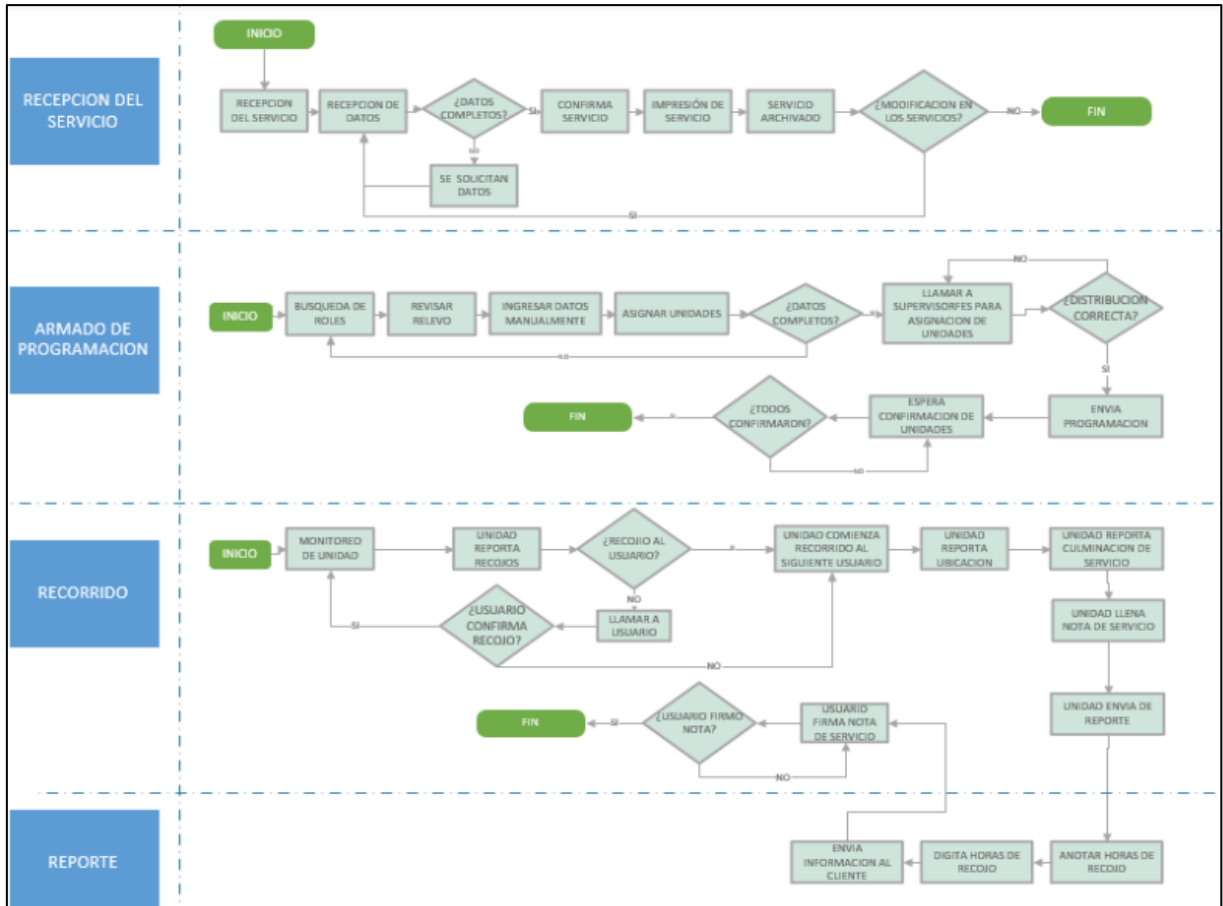 INICIO
RECEPCION DEL
SERVICIO
RECEPCION
DEL SERVICIO
RECEPCION DE
DATOS
¿DATOS
COMPLETOS?
SI
CONFIRMA
SERVICIO
IMPRESIÓN DE
SERVICIO
SERVICIO
ARCHIVADO
¿MODIFICACION EN
LOS SERVICIOS?
NO
FIN
NO
SE SOLICITAN
DATOS
SI
ARMADO DE
PROGRAMACION
INICIO
BUSQUEDA DE
ROLES
REVISAR
RELEVO
INGRESAR DATOS
MANUALMENTE
ASIGNAR UNIDADES
¿DATOS
COMPLETOS?
LLAMAR A
SUPERVISORFES PARA
ASIGNACION DE
UNIDADES
NO
¿DISTRIBUCION
CORRECTA?
NO
SI
FIN
¿TODOS
CONFIRMARON?
ESPERA
CONFIRMACION DE
UNIDADES
ENVIA
PROGRAMACION
NO
RECORRIDO
INICIO
MONITOREO
DE UNIDAD
UNIDAD
REPORTA
RECOJOS
¿RECOJIO AL
USUARIO?
UNIDAD COMIENZA
RECORRIDO AL
SIGUIENTE USUARIO
UNIDAD
REPORTA
UBICACION
UNIDAD REPORTA
CULMINACION DE
SERVICIO
NO
SI
¿USUARIO
CONFIRMA
RECOJO?
LLAMAR A
USUARIO
UNIDAD LLENA
NOTA DE SERVICIO
NO
FIN
SI
¿USUARIO FIRMO
NOTA?
USUARIO
FIRMA NOTA
DE SERVICIO
UNIDAD ENVIA DE
REPORTE
NO
REPORTE
ENVIA
INFORMACION AL
CLIENTE
DIGITA HORAS DE
RECOJO
ANOTAR HORAS DE
RECOJO